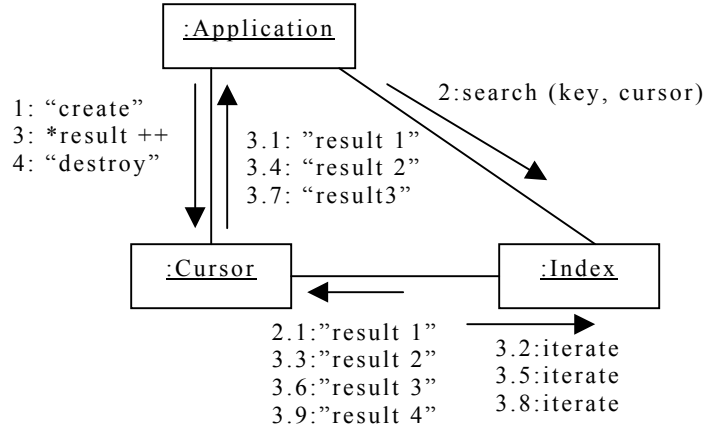 :Application
1: “create”
3: *result ++
4: “destroy”
2:search (key, cursor)
3.1: ”result 1”
3.4: “result 2”
3.7: “result3”
:Cursor
:Index
2.1:”result 1”
3.3:”result 2”
3.6:”result 3”
3.9:”result 4”
3.2:iterate
3.5:iterate
3.8:iterate